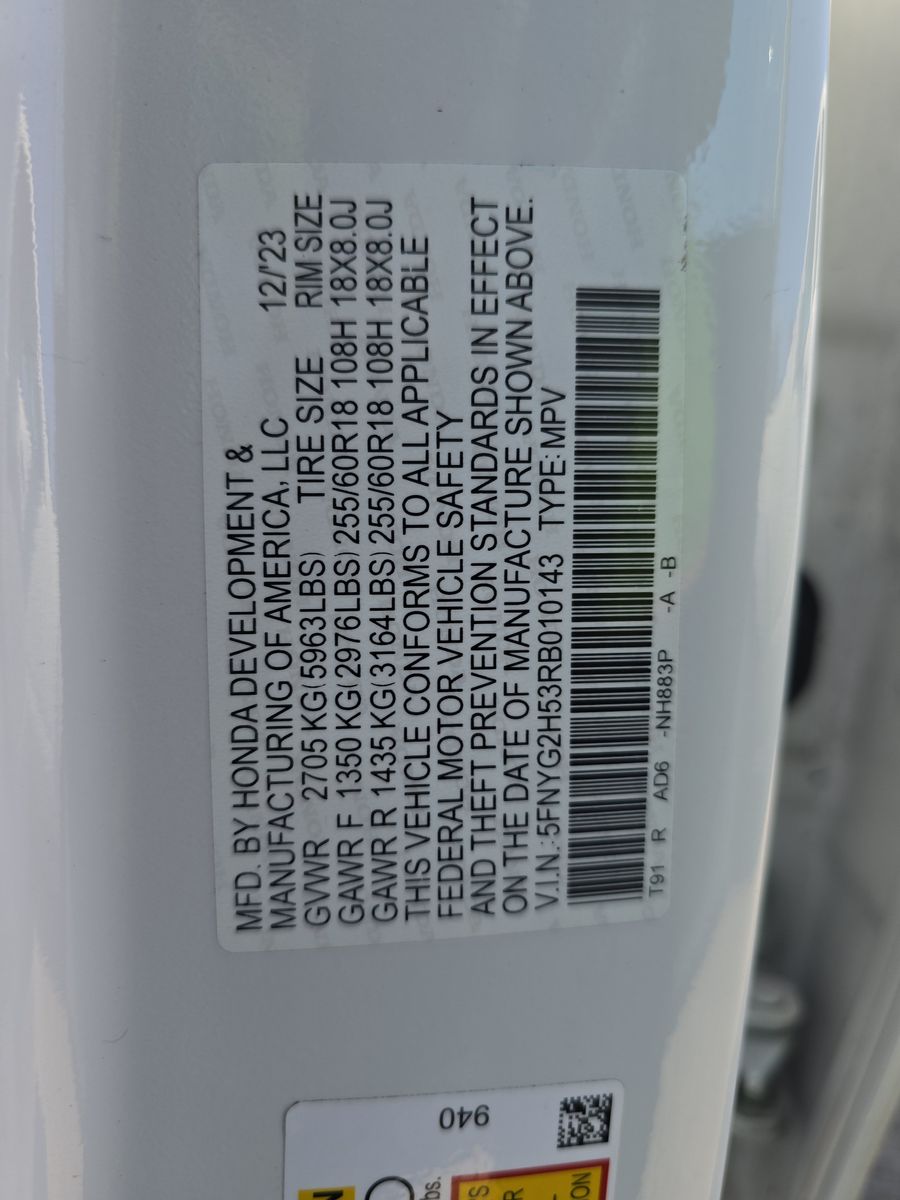 MFD. BY HONDA DEVELOPMENT &
MANUFACTURING OF AMERICA, LLC 12/'23
GVWR 2705 KG(5963LBS) TIRE SIZE RIM SIZE
GAWR F 1350 KG(2976LBS) 255/60R18 108H 18X8.0J
GAWR R 1435 KG(3164LBS) 255/60R18 108H 18X8.0J
THIS VEHICLE CONFORMS TO ALL APPLICABLE
FEDERAL MOTOR VEHICLE SAFETY
AND THEFT PREVENTION STANDARDS IN EFFECT
ON THE DATE OF MANUFACTURE SHOWN ABOVE.
V.I.N.:5FNYG2H53RB010143 TYPE:MPV
T91 R AD6 -NH883P -A -B
940